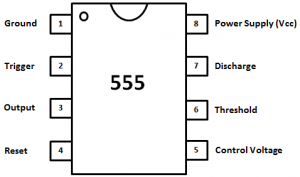 Ground 1 8 Power Supply (Vcc)
Trigger 2 7 Discharge
555
Output 3 6 Threshold
Reset 4 5 Control Voltage